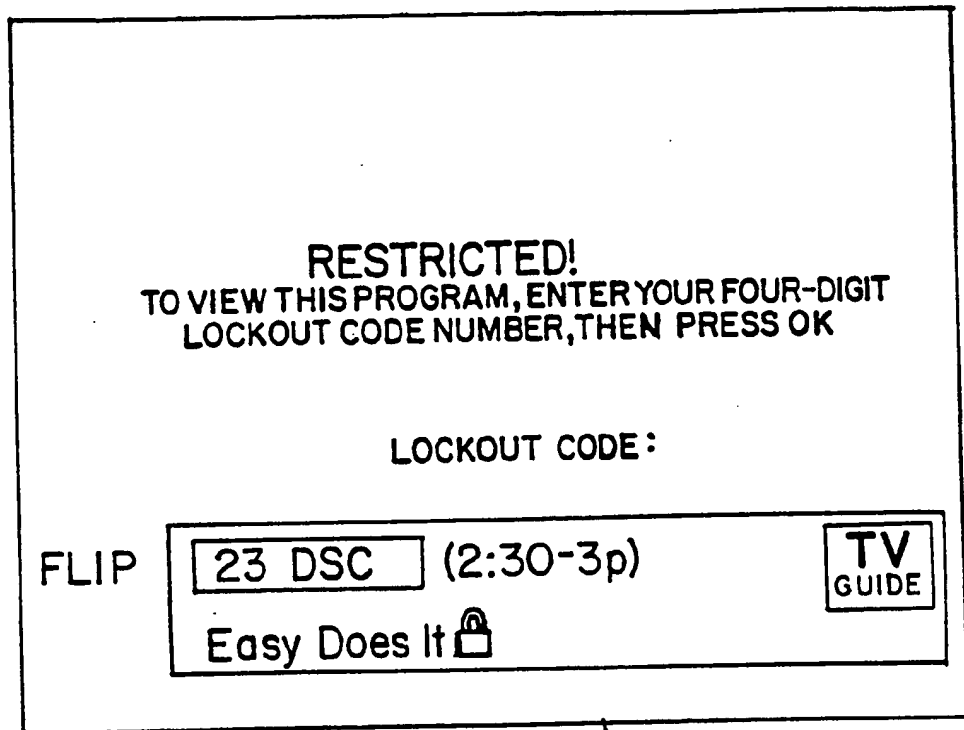 RESTRICTED!
TO VIEW THIS PROGRAM, ENTER YOUR FOUR-DIGIT
LOCKOUT CODE NUMBER, THEN PRESS OK
LOCKOUT CODE:
FLIP
23 DSC (2:30-3p)
TV
GUIDE
Easy Does It